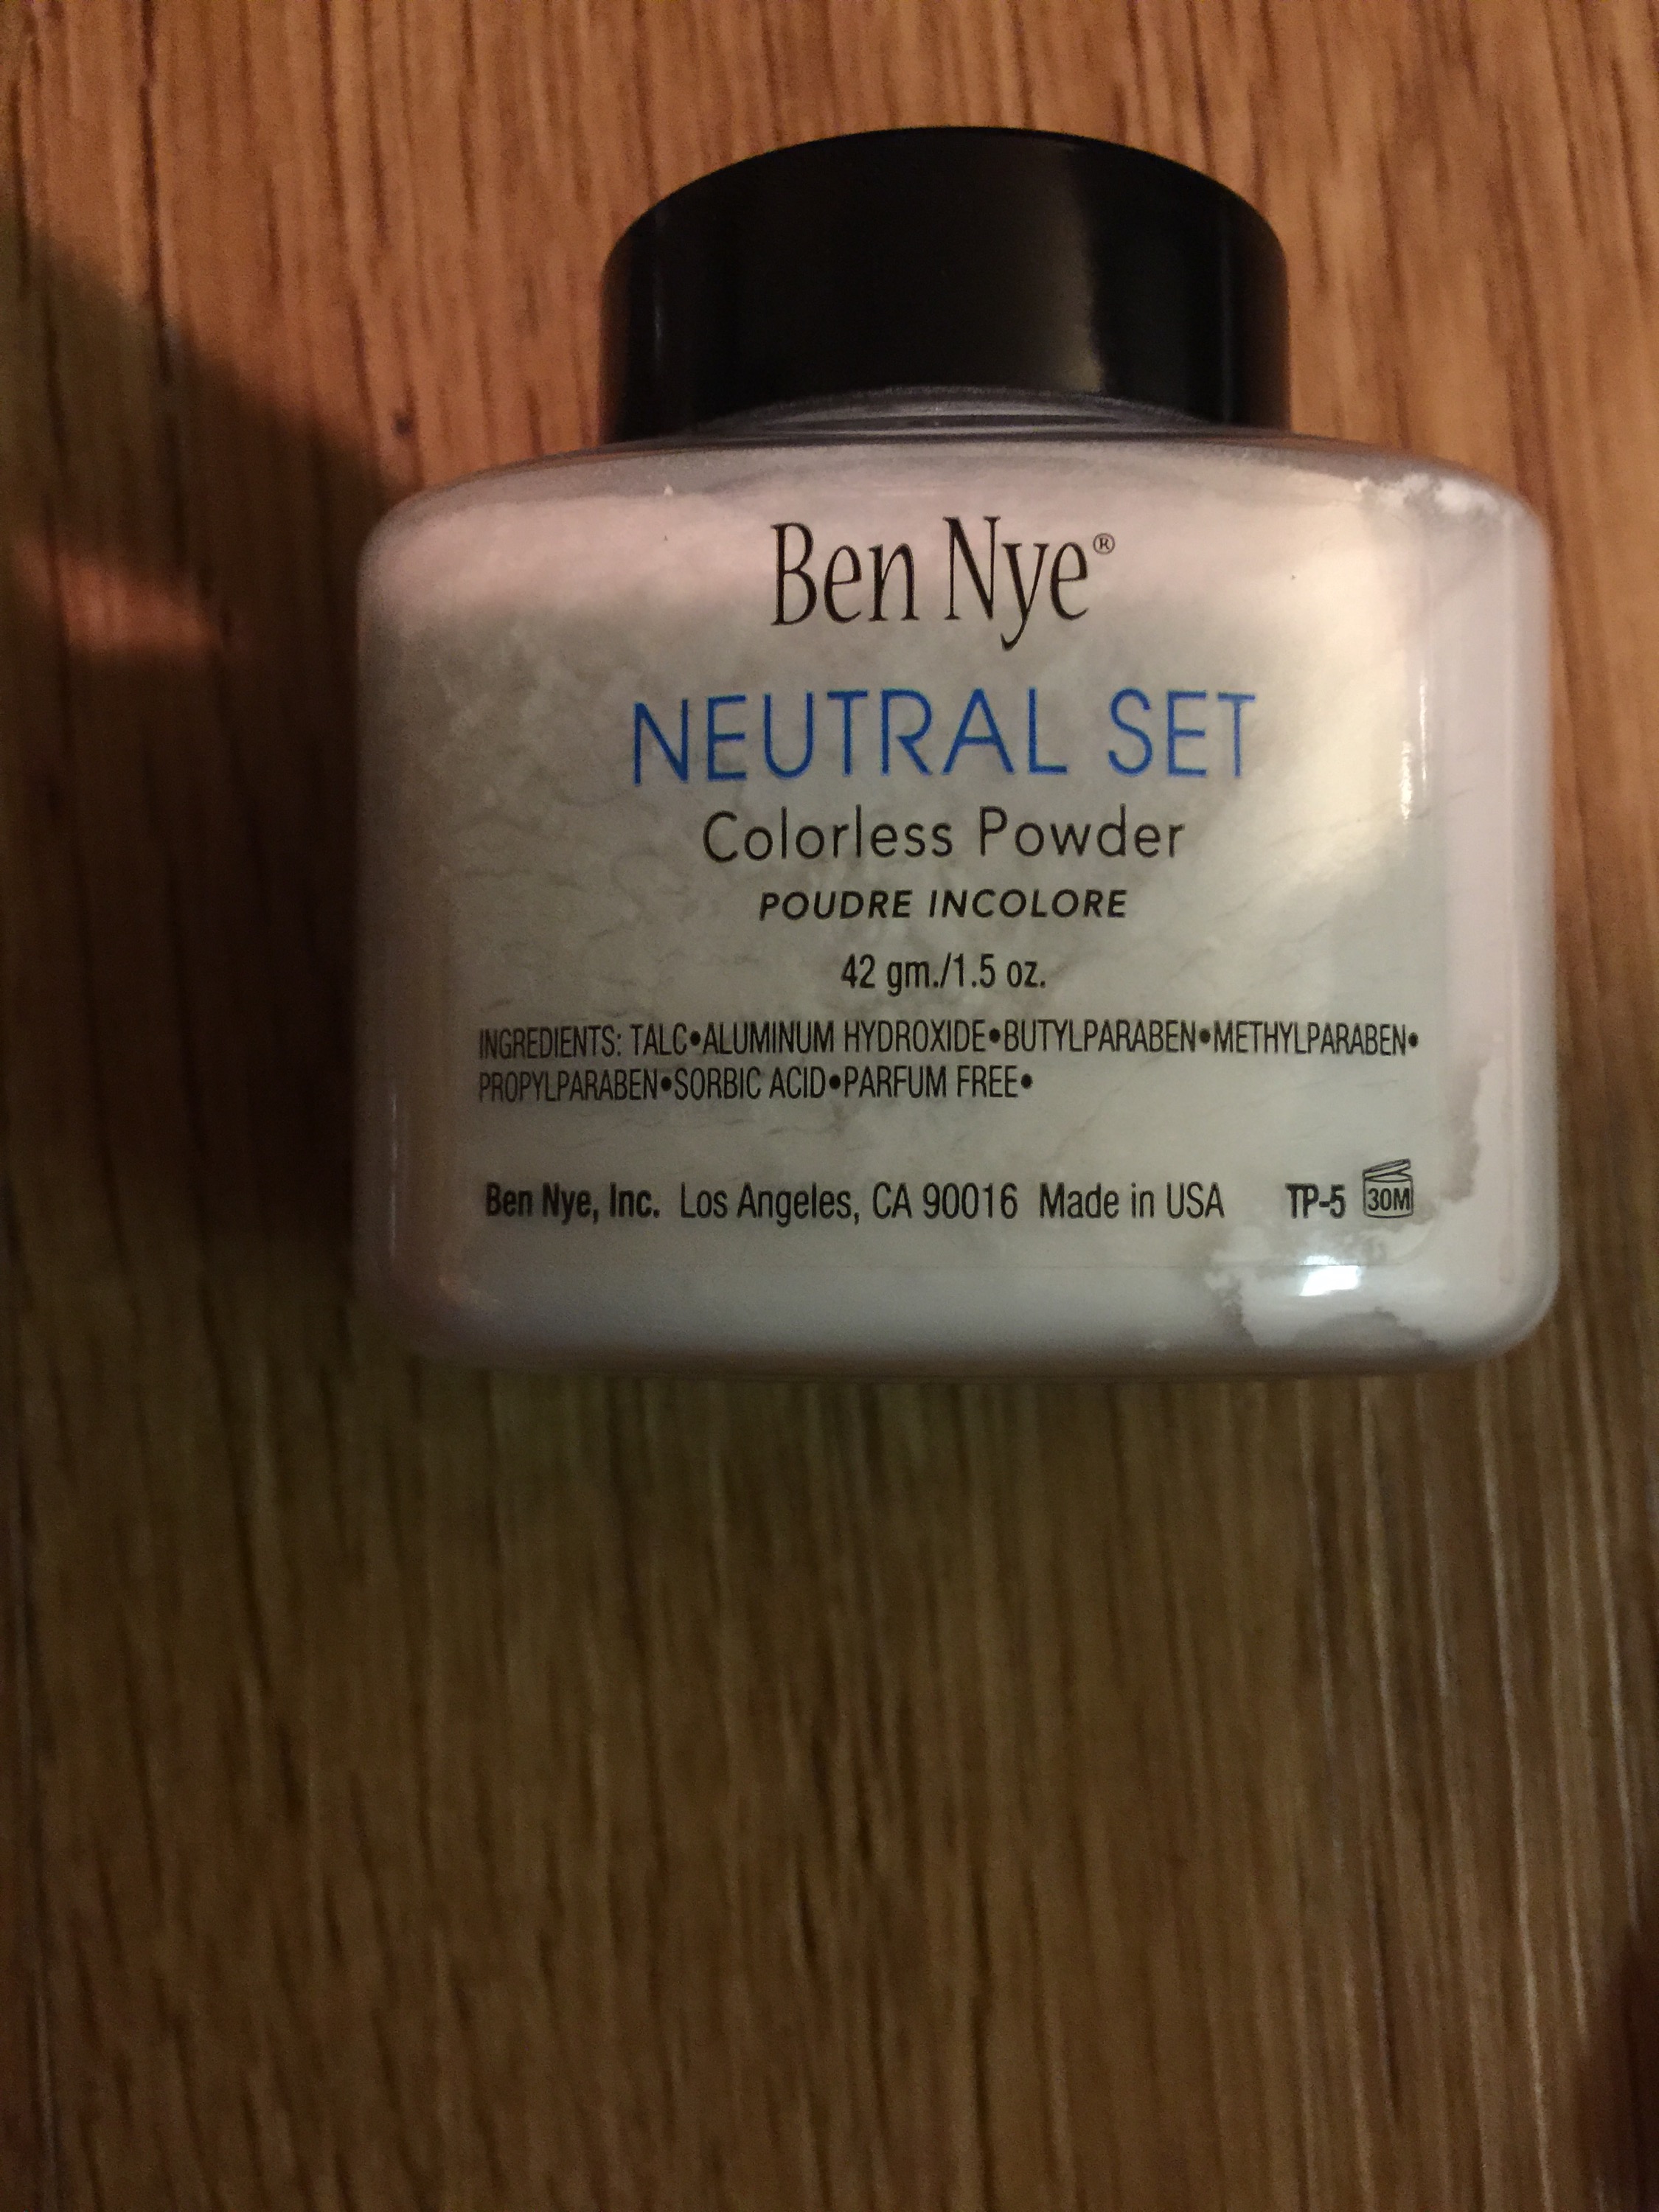 Ben Nye®
NEUTRAL SET
Colorless Powder
POUDRE INCOLORE
42 gm./1.5 oz.
INGREDIENTS: TALC•ALUMINUM HYDROXIDE•BUTYLPARABEN•METHYLPARABEN•
PROPYLPARABEN•SORBIC ACID•PARFUM FREE•
Ben Nye, Inc. Los Angeles, CA 90016 Made in USA TP-5 30M